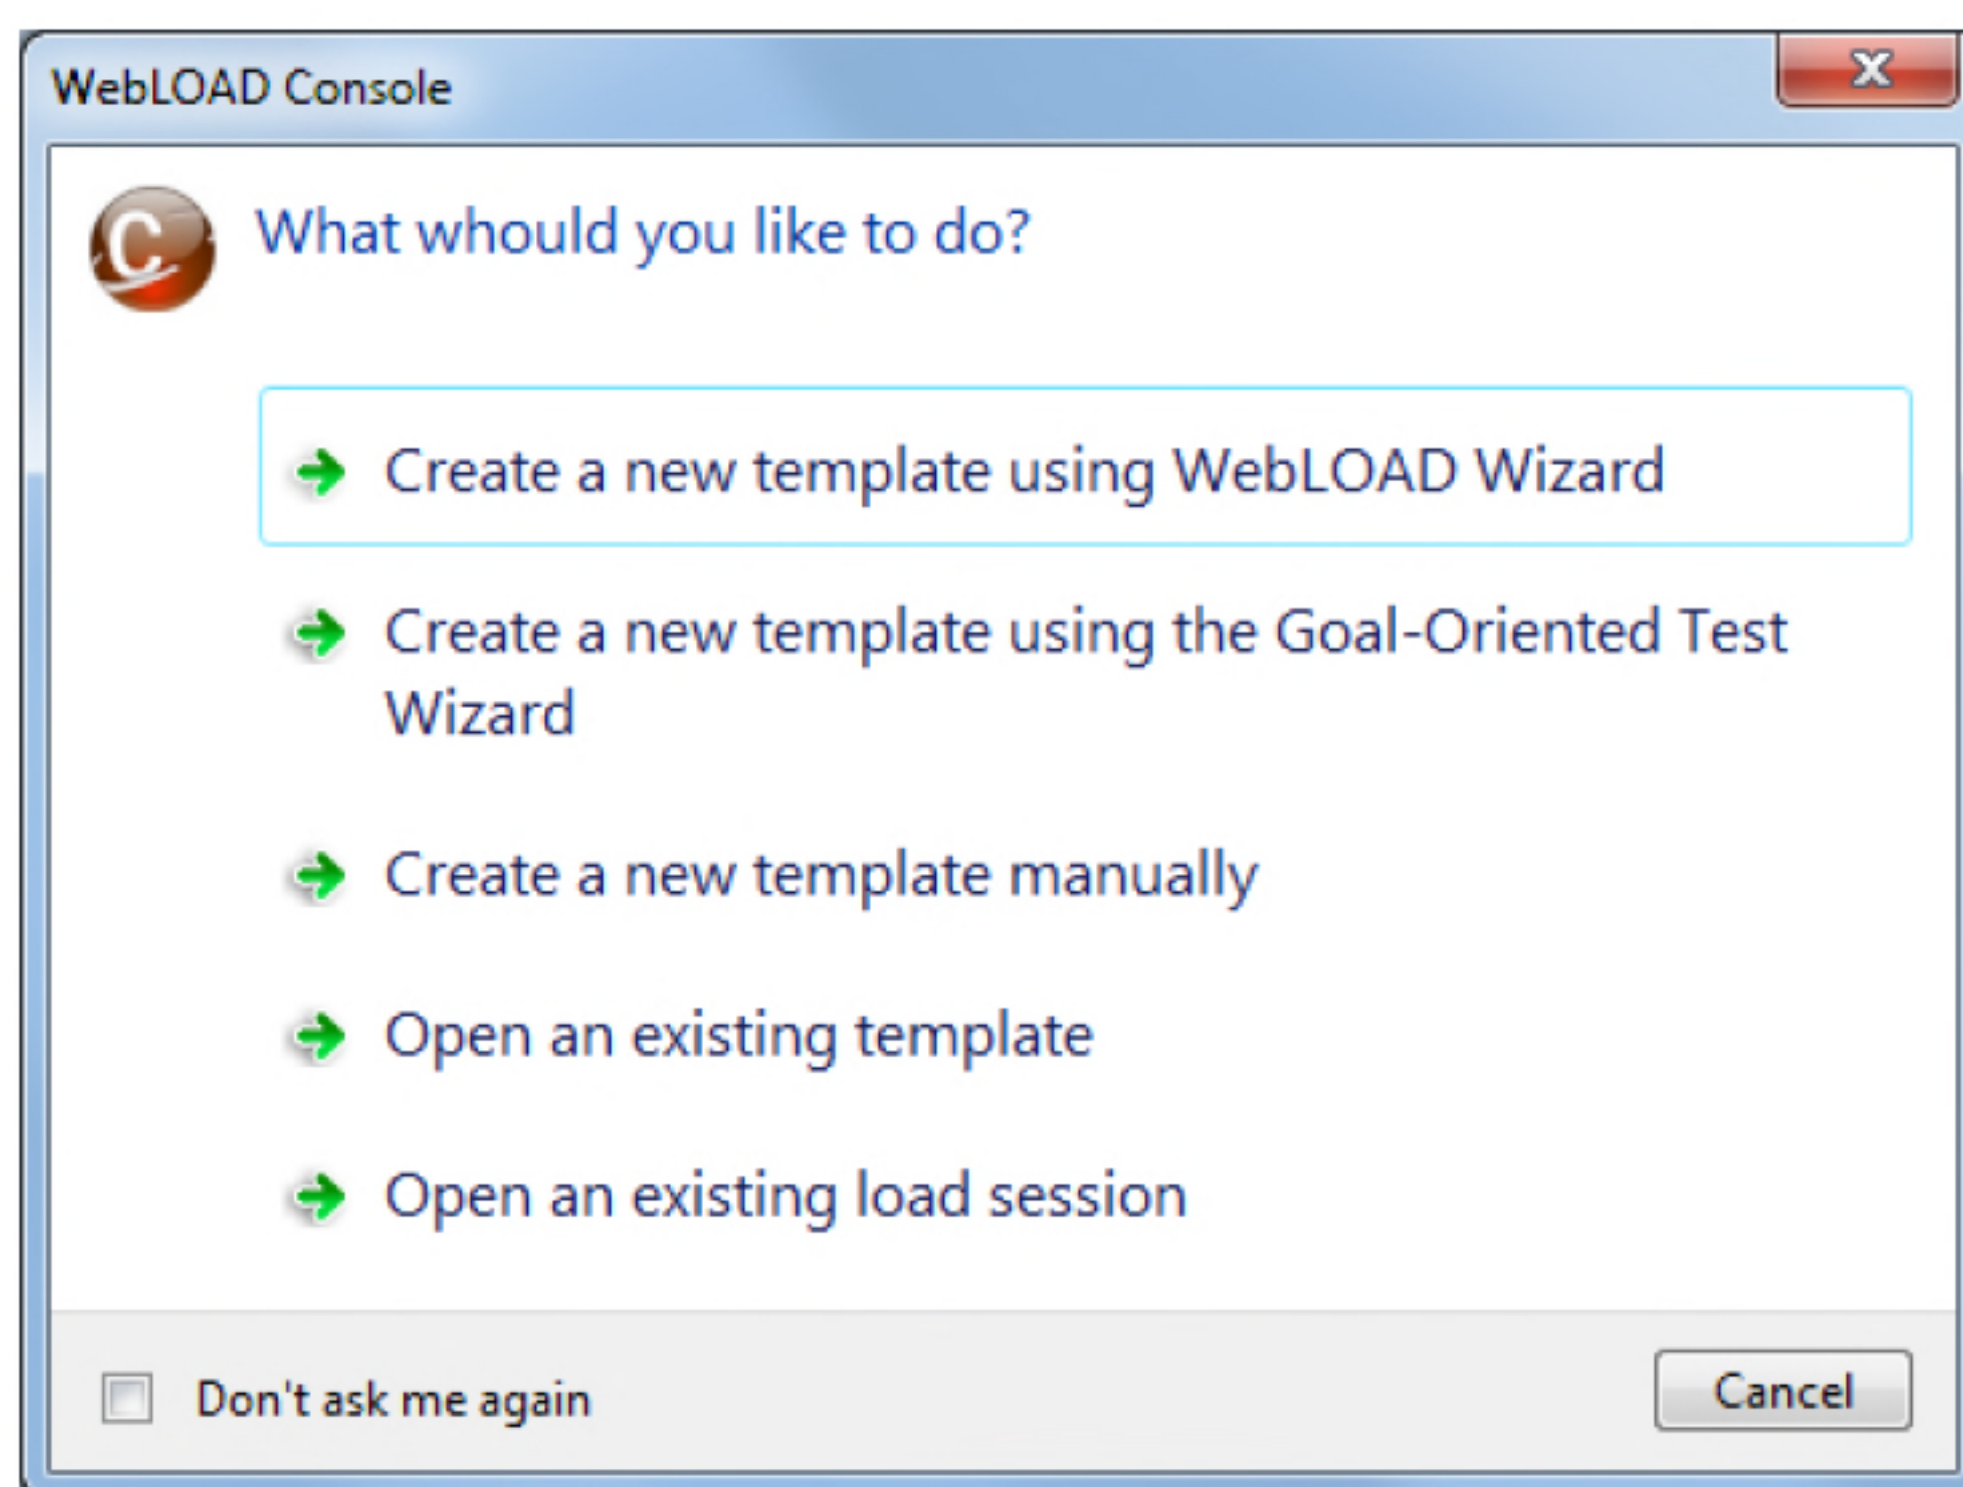 WebLOAD Console
What whould you like to do?
Create a new template using WebLOAD Wizard
Create a new template using the Goal-Oriented Test
Wizard
Create a new template manually
Open an existing template
Open an existing load session
Don't ask me again
Cancel